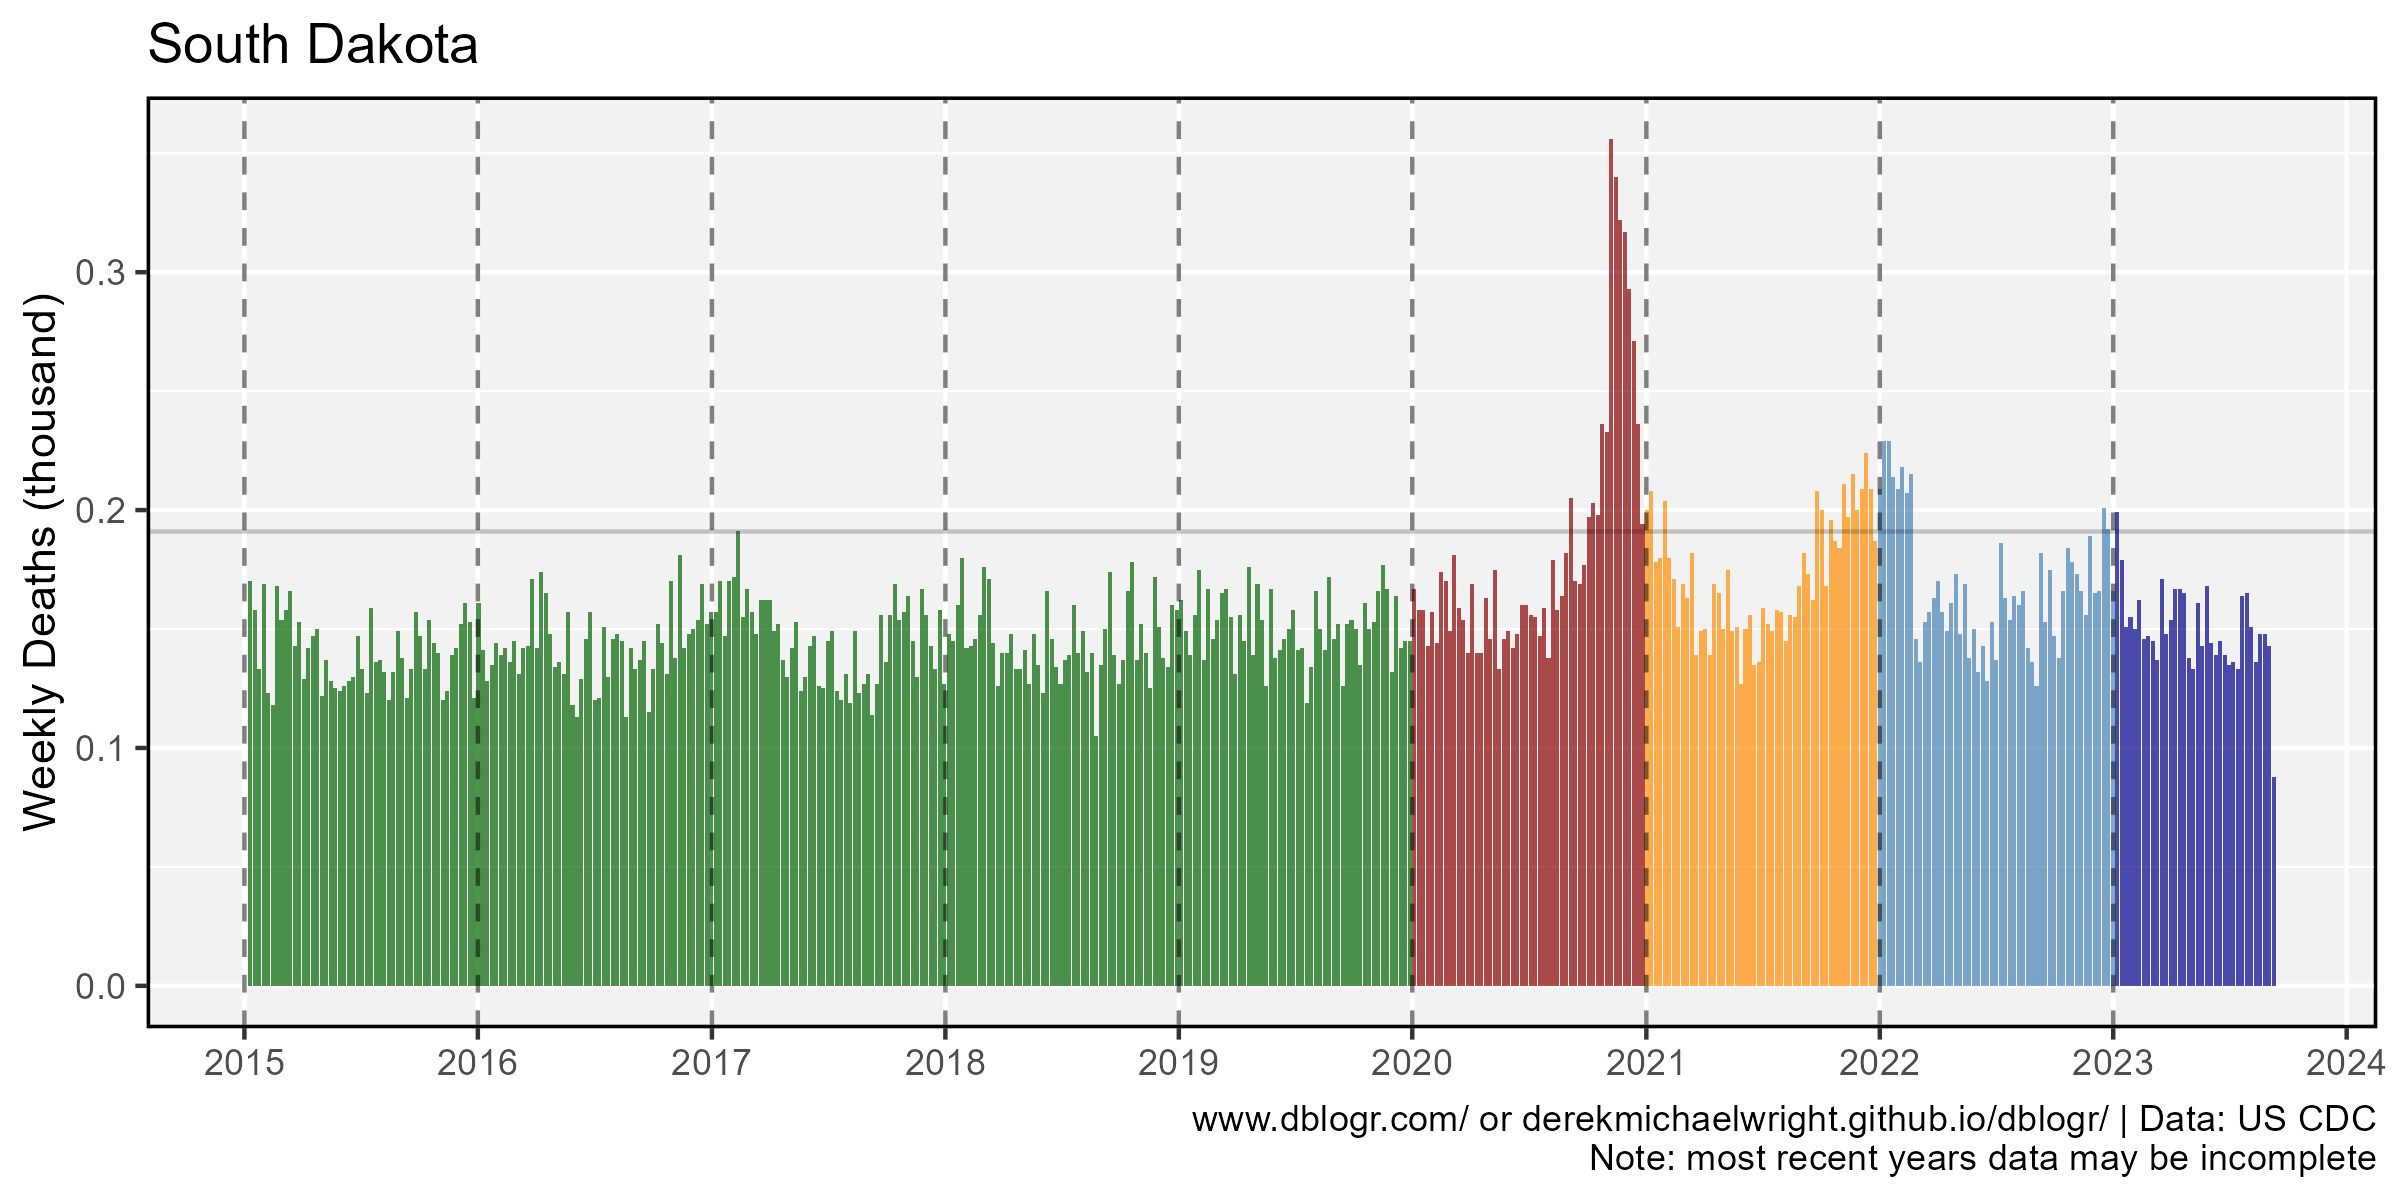 South Dakota
Weekly Deaths (thousand)
0.3
0.2
0.1
0.0
2015 2016 2017 2018 2019 2020 2021 2022 2023 2024
www.dblogr.com/ or derekmichaelwright.github.io/dblogr/ | Data: US CDC
Note: most recent years data may be incomplete